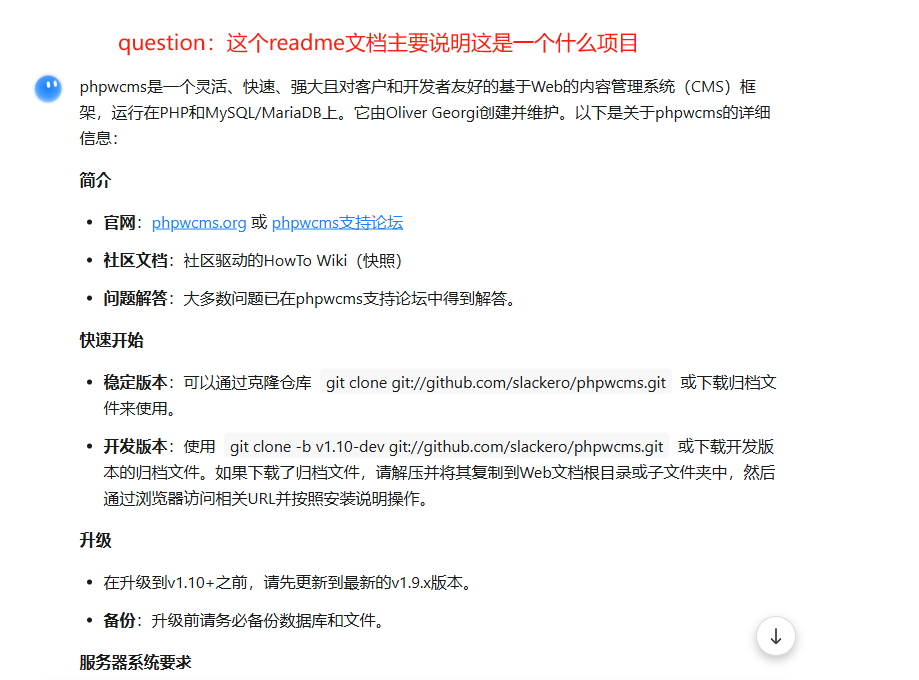 question：这个readme文档主要说明这是一个什么项目
phpwcms是一个灵活、快速、强大且对客户和开发者友好的基于Web的内容管理系统（CMS）框
架，运行在PHP和MySQL/MariaDB上。它由Oliver Georgi创建并维护。以下是关于phpwcms的详细
信息：
简介
• 官网：phpwcms.org 或 phpwcms支持论坛
• 社区文档：社区驱动的HowTo Wiki（快照）
• 问题解答：大多数问题已在phpwcms支持论坛中得到解答。
快速开始
• 稳定版本：可以通过克隆仓库 git clone git://github.com/slackero/phpwcms.git 或下载归档文
件来使用。
• 开发版本：使用 git clone -b v1.10-dev git://github.com/slackero/phpwcms.git 或下载开发版
本的归档文件。如果下载了归档文件，请解压并将其复制到Web文档根目录或子文件夹中，然后
通过浏览器访问相关URL并按照安装说明操作。
升级
• 在升级到v1.10+之前，请先更新到最新的v1.9.x版本。
• 备份：升级前请务必备份数据库和文件。
服务器系统要求